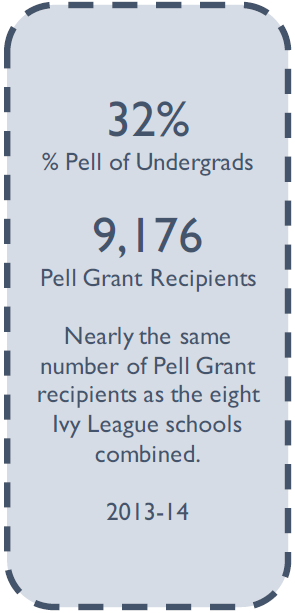 32%
% Pell of Undergrads
9,176
Pell Grant Recipients
Nearly the same
number of Pell Grant
recipients as the eight
Ivy League schools
combined.
2013-14